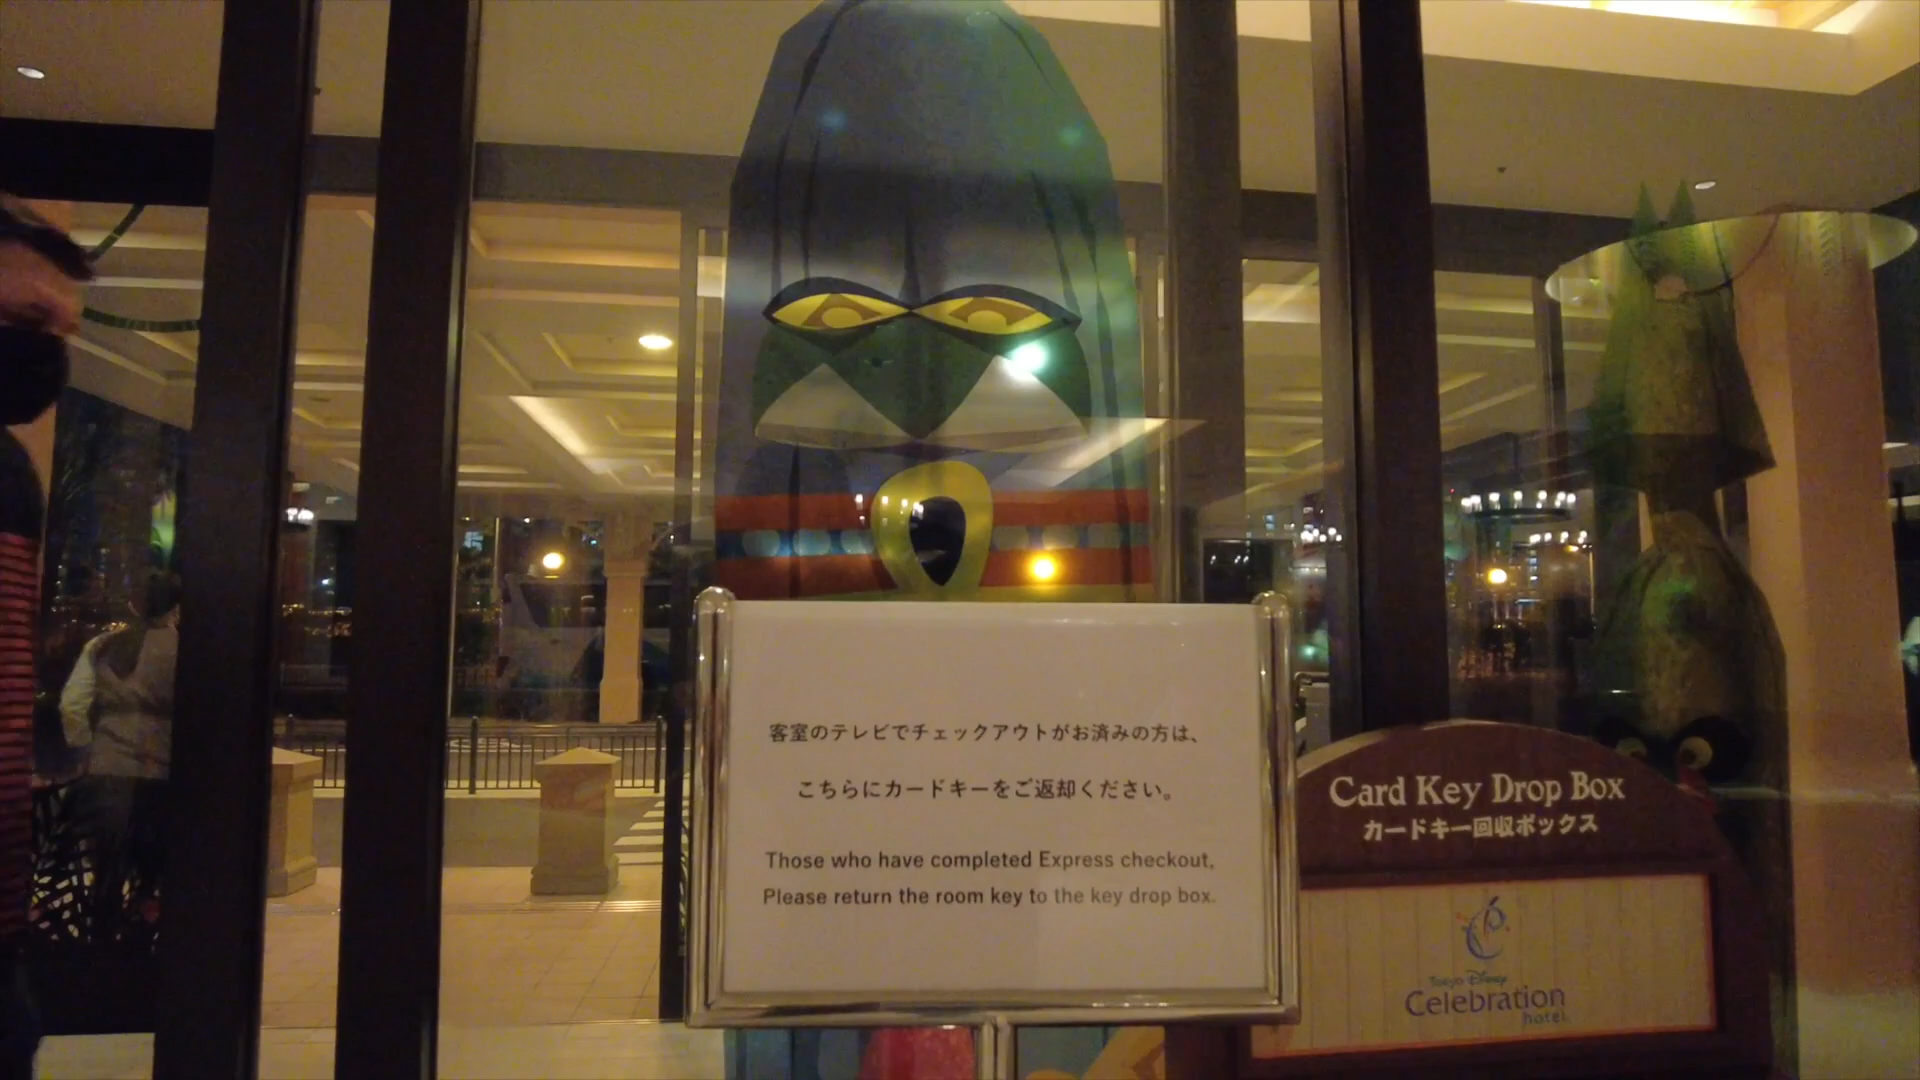 客室のテレビでチェックアウトがお済みの方は、
こちらにカードキーをご返却ください。
Those who have completed Express checkout,
Please return the room key to the key drop box.
Card Key Drop Box
カードキー回収ボックス
Tokyo Disney
Celebration
hotel